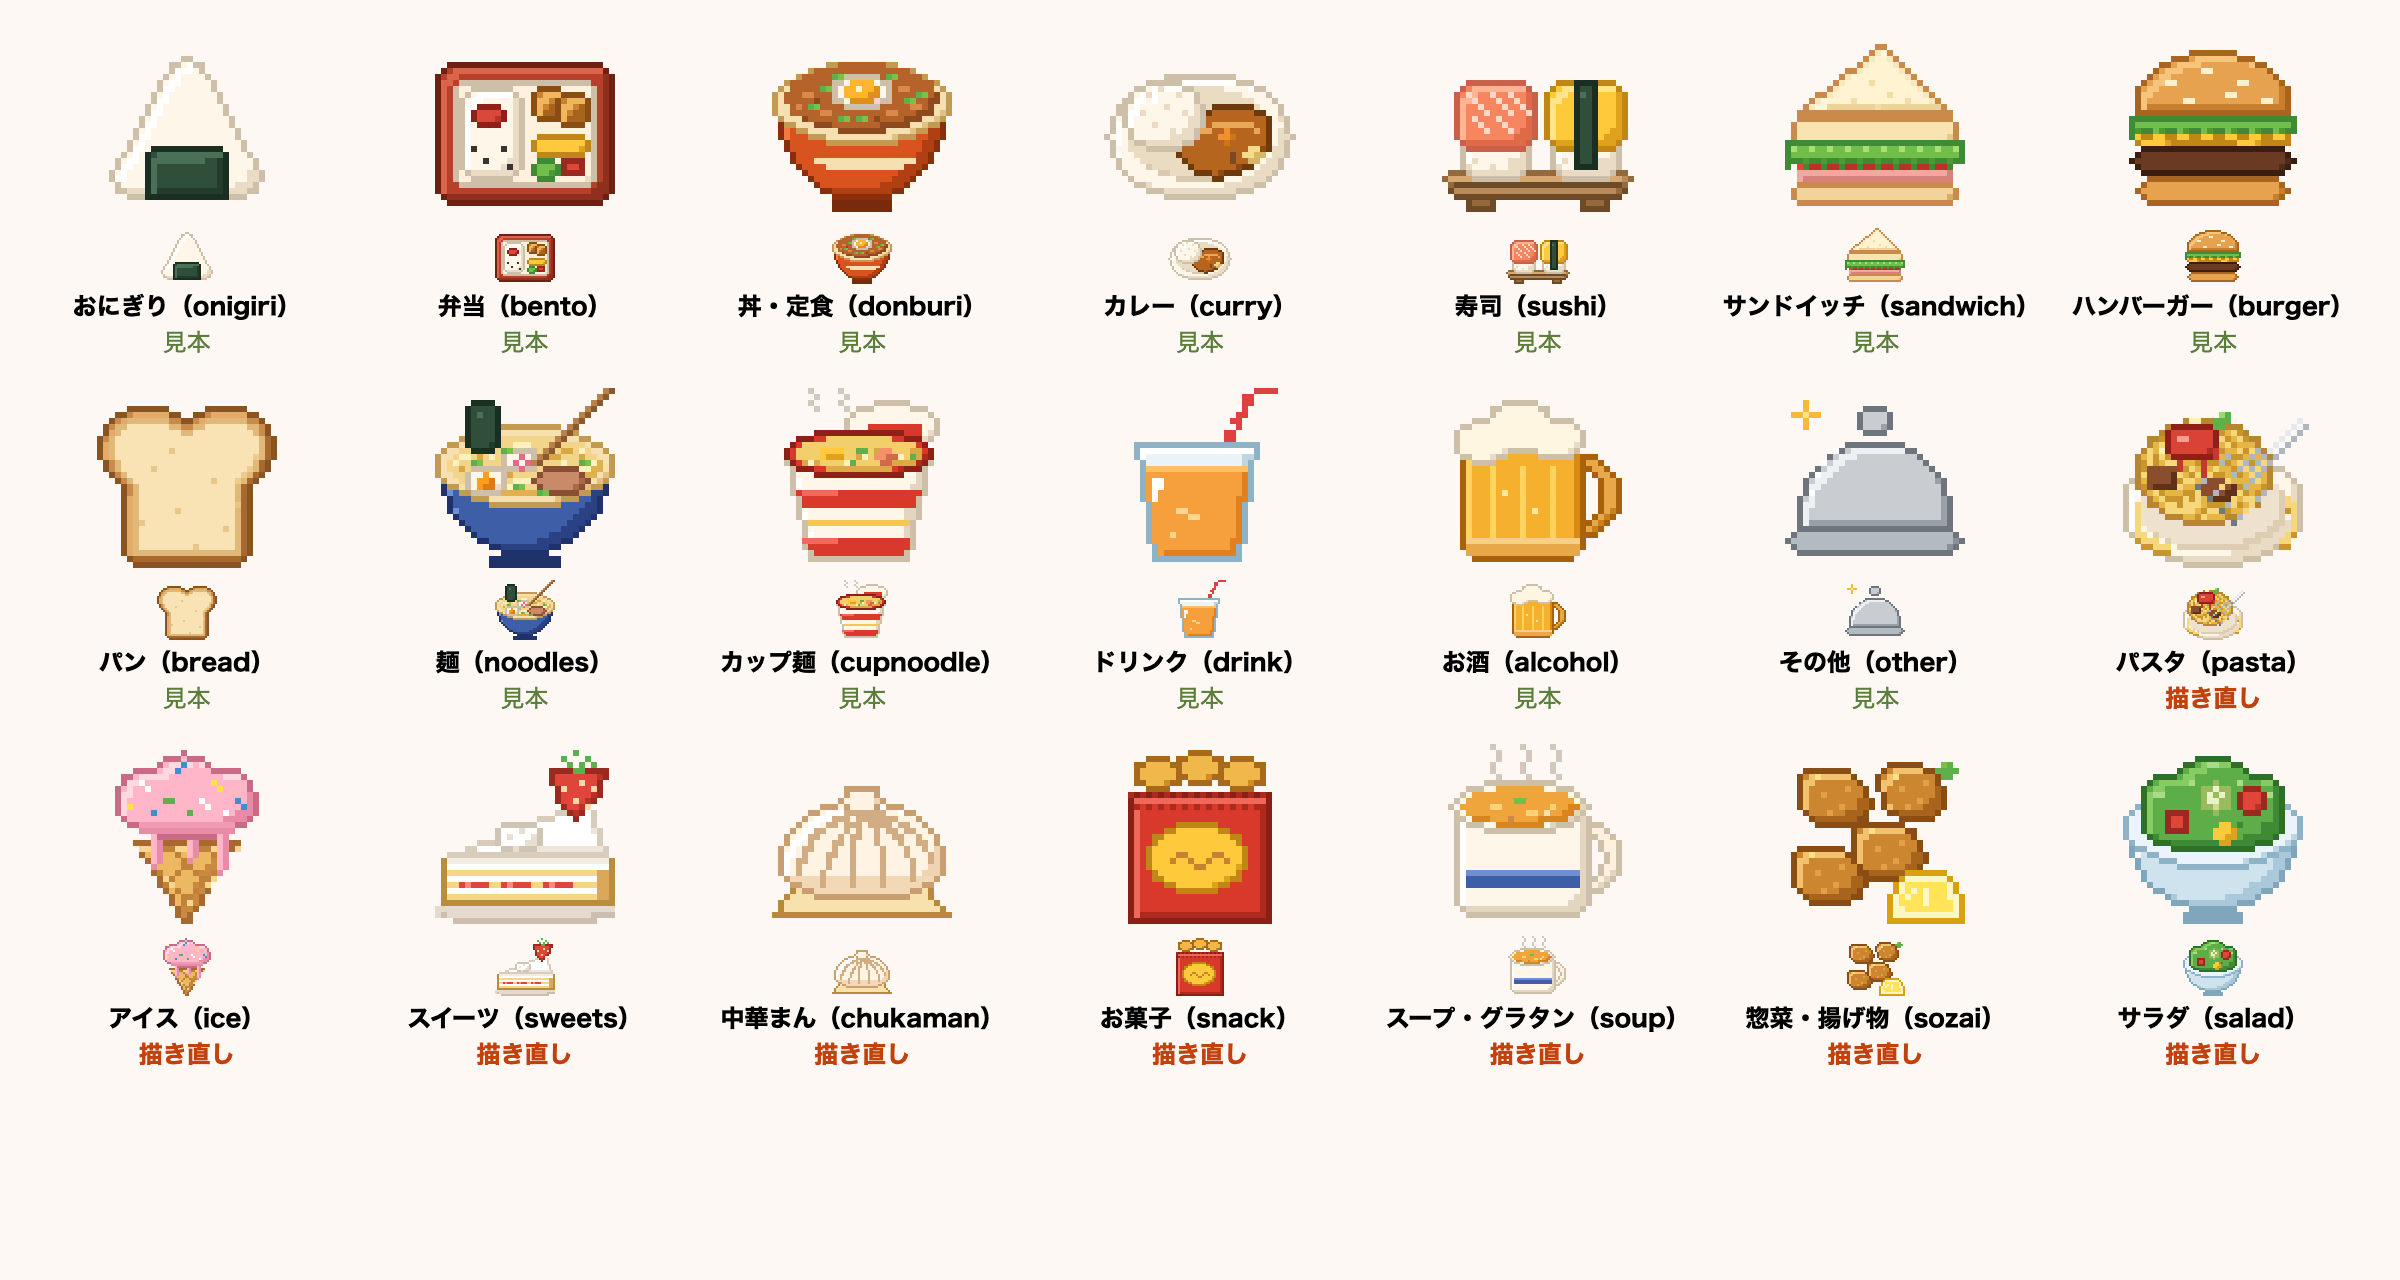 おにぎり（onigiri） 弁当（bento） 丼・定食（donburi） カレー（curry） 寿司（sushi） サンドイッチ（sandwich） ハンバーガー（burger）
見本 見本 見本 見本 見本 見本 見本
パン（bread） 麺（noodles） カップ麺（cupnoodle） ドリンク（drink） お酒（alcohol） その他（other） パスタ（pasta）
見本 見本 見本 見本 見本 見本 描き直し
アイス（ice） スイーツ（sweets） 中華まん（chukaman） お菓子（snack） スープ・グラタン（soup） 惣菜・揚げ物（sozai） サラダ（salad）
描き直し 描き直し 描き直し 描き直し 描き直し 描き直し 描き直し